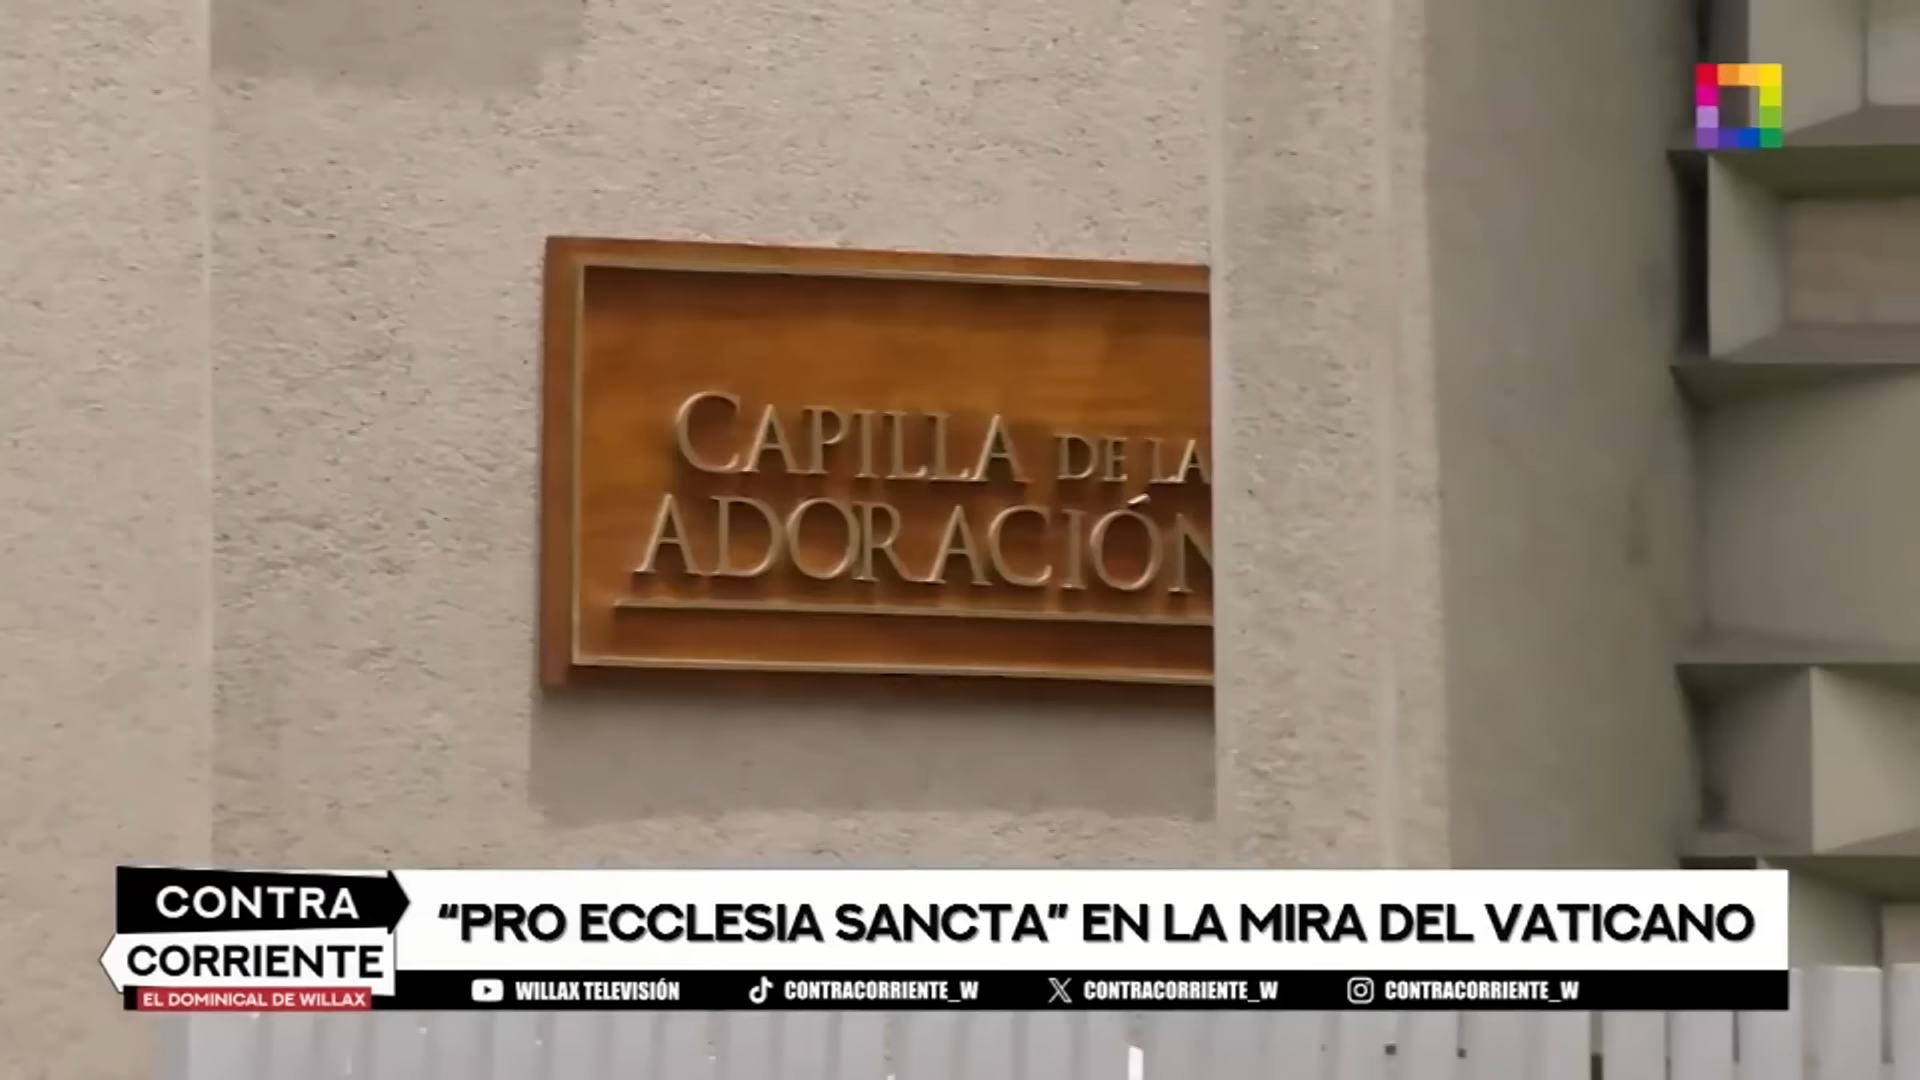 CAPILLA DE LA
ADORACIÓN
CONTRA
CORRIENTE
EL DOMINICAL DE WILLAX
“PRO ECCLESIA SANCTA” EN LA MIRA DEL VATICANO
WILLAX TELEVISIÓN CONTRACORRIENTE_W CONTRACORRIENTE_W CONTRACORRIENTE_W